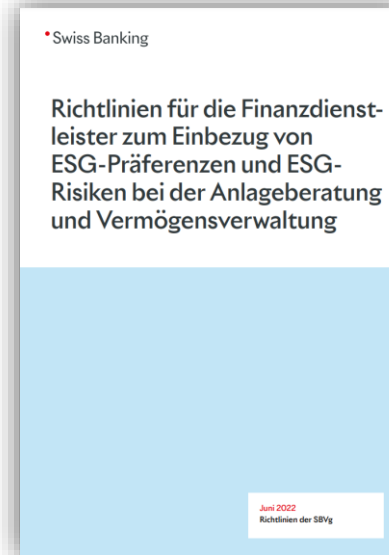 Swiss Banking
Richtlinien für die Finanzdienst-
leister zum Einbezug von
ESG-Präferenzen und ESG-
Risiken bei der Anlageberatung
und Vermögensverwaltung
Juni 2022
Richtlinien der SBVg